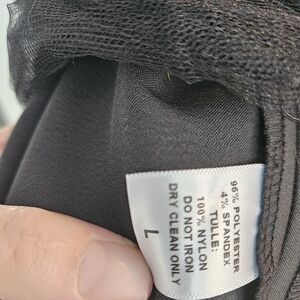 96% POLYESTER
4% SPANDEX
TULLE:
100% NYLON
DO NOT IRON
DRY CLEAN ONLY
L